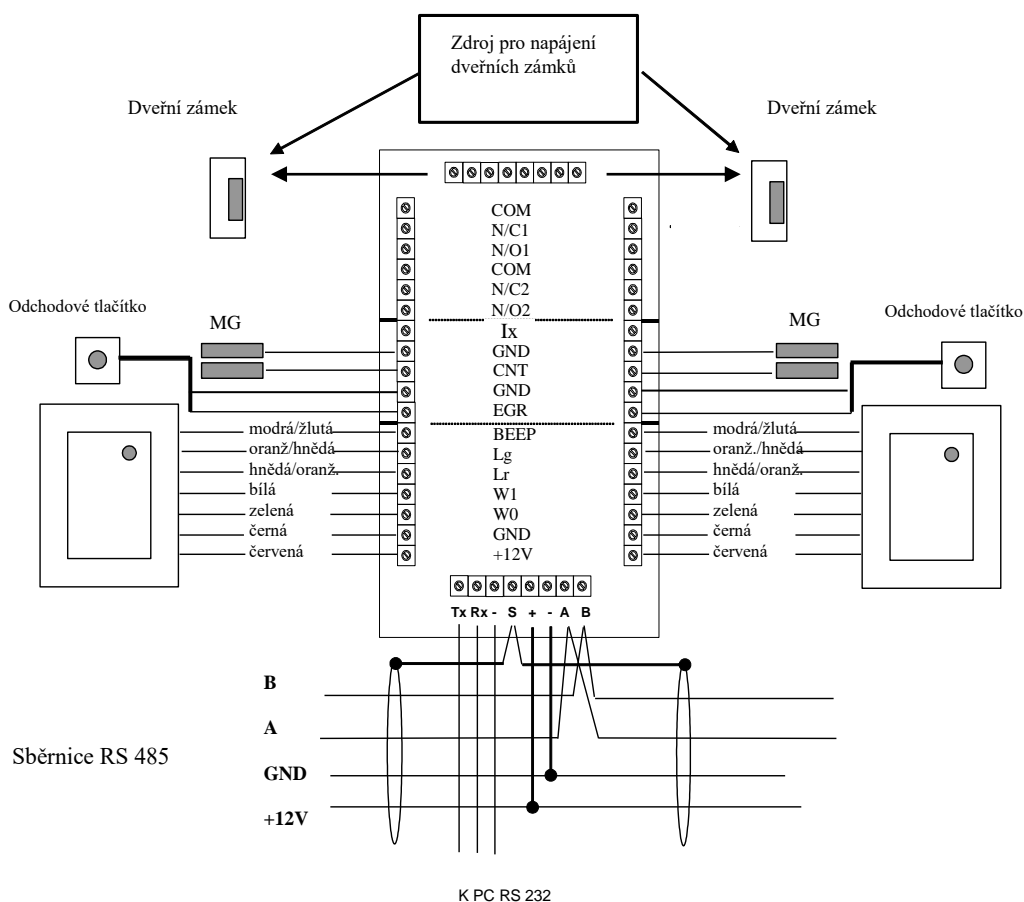 Zdroj pro napájení
dveřních zámků
Dveřní zámek
Dveřní zámek
COM
N/C1
N/O1
COM
N/C2
N/O2
Odchodové tlačítko
Odchodové tlačítko
MG
MG
Ix
GND
CNT
GND
EGR
BEEP
Lg
Lr
W1
W0
GND
+12V
modrá/žlutá
oranž/hnědá
hnědá/oranž.
bílá
zelená
černá
červená
modrá/žlutá
oranž./hnědá
hnědá/oranž.
bílá
zelená
černá
červená
Tx Rx - S + - A B
B
A
Sběrnice RS 485
GND
+12V
K PC RS 232